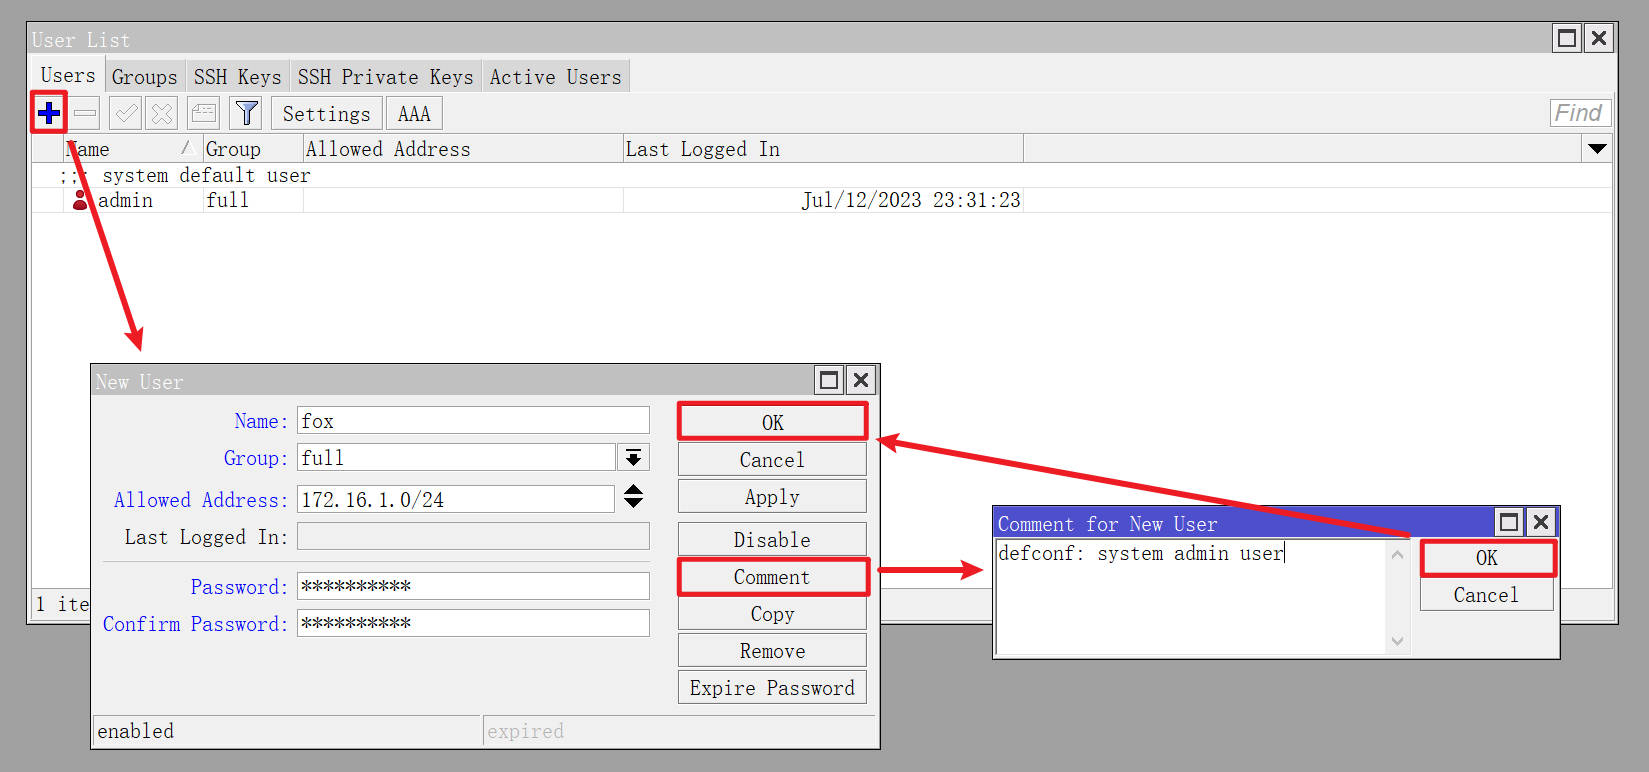 User List
Users Groups SSH Keys SSH Private Keys Active Users
Settings AAA Find
Name Group Allowed Address Last Logged In
;;; system default user
admin full Jul/12/2023 23:31:23
New User
Name: fox
Group: full
Allowed Address: 172.16.1.0/24
Last Logged In:
Password: **********
Confirm Password: **********
OK
Cancel
Apply
Disable
Comment
Copy
Remove
Expire Password
enabled expired
Comment for New User
defconf: system admin user
OK
Cancel
1